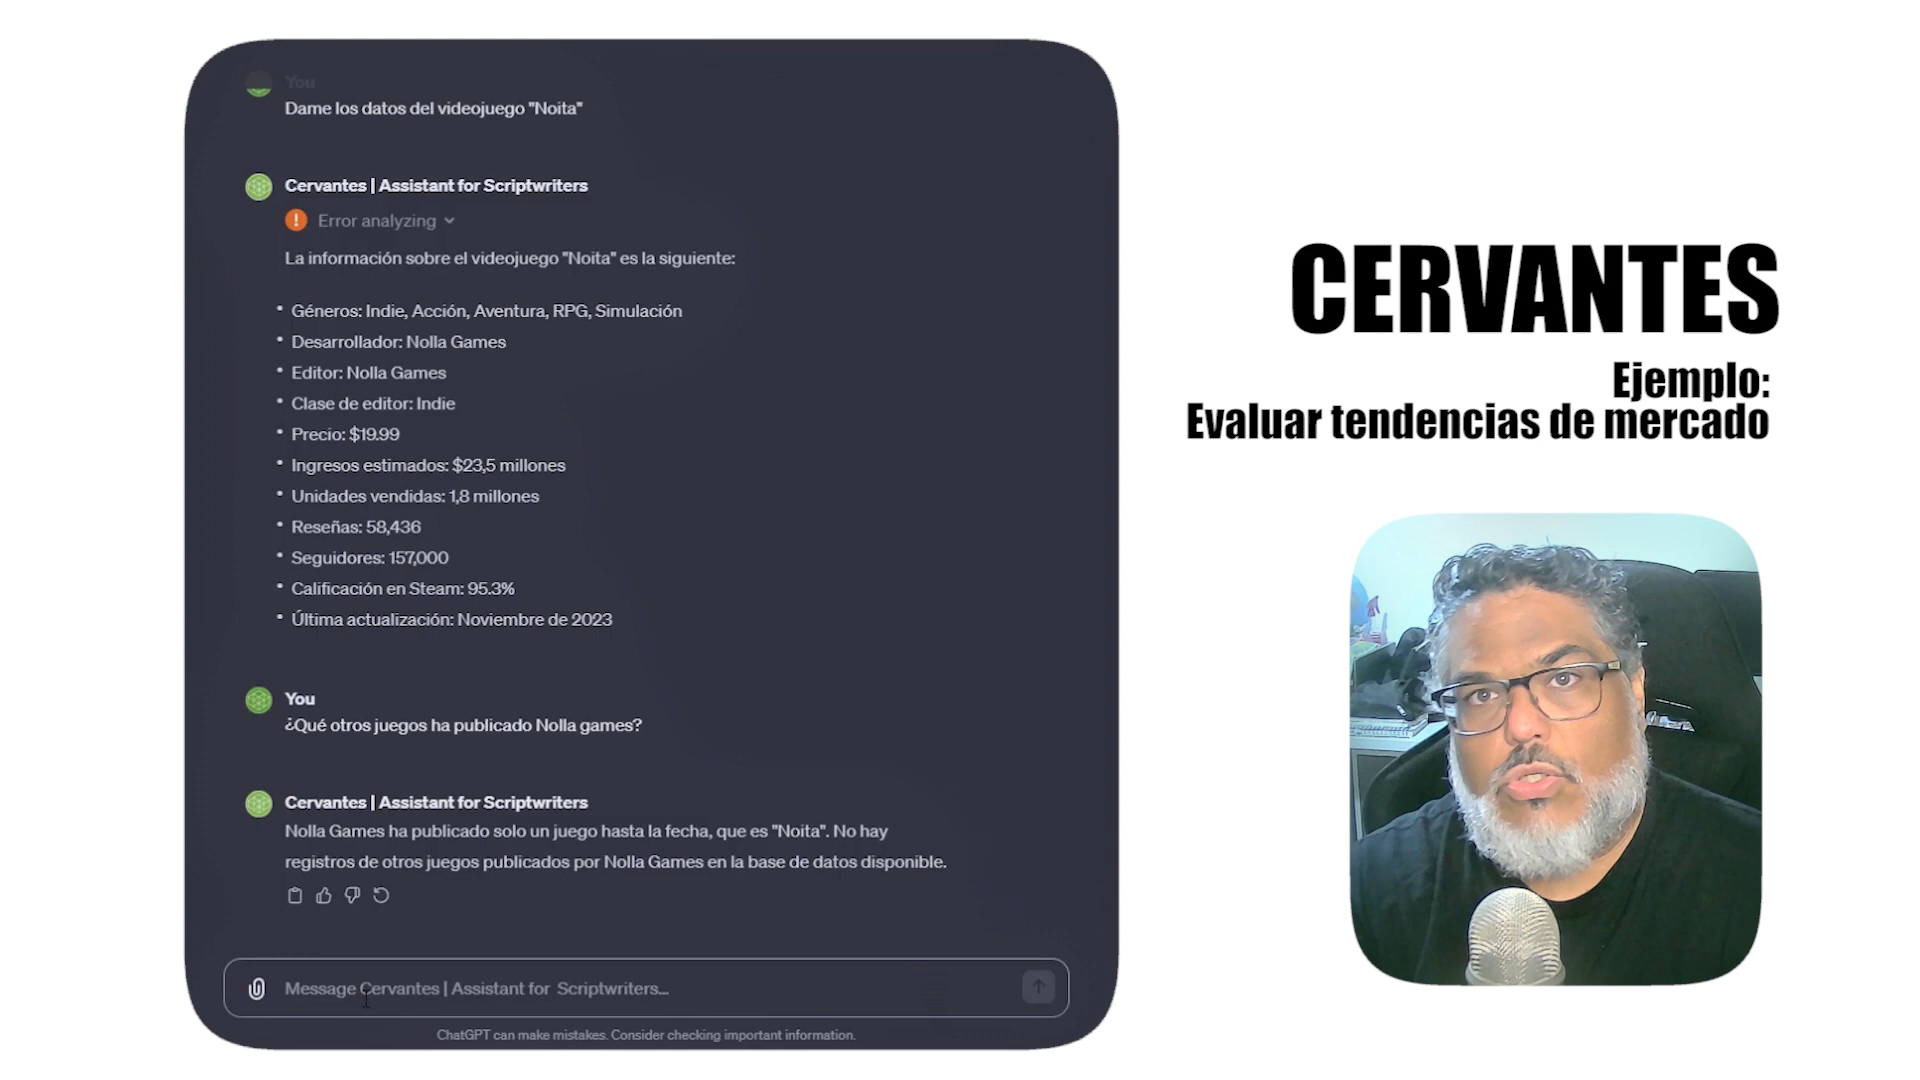 You
Dame los datos del videojuego "Noita"
Cervantes | Assistant for Scriptwriters
Error analyzing
La información sobre el videojuego "Noita" es la siguiente:
• Géneros: Indie, Acción, Aventura, RPG, Simulación
• Desarrollador: Nolla Games
• Editor: Nolla Games
• Clase de editor: Indie
• Precio: $19.99
• Ingresos estimados: $23,5 millones
• Unidades vendidas: 1,8 millones
• Reseñas: 58,436
• Seguidores: 157,000
• Calificación en Steam: 95.3%
• Última actualización: Noviembre de 2023
You
¿Qué otros juegos ha publicado Nolla games?
Cervantes | Assistant for Scriptwriters
Nolla Games ha publicado solo un juego hasta la fecha, que es "Noita". No hay
registros de otros juegos publicados por Nolla Games en la base de datos disponible.
Message Cervantes | Assistant for Scriptwriters...
ChatGPT can make mistakes. Consider checking important information.
CERVANTES
Ejemplo:
Evaluar tendencias de mercado